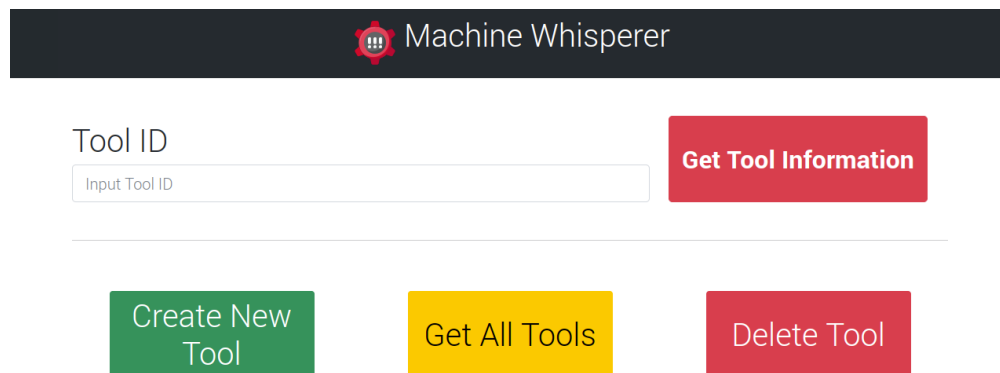 Machine Whisperer
Tool ID
Input Tool ID
Get Tool Information
Create New
Tool
Get All Tools
Delete Tool